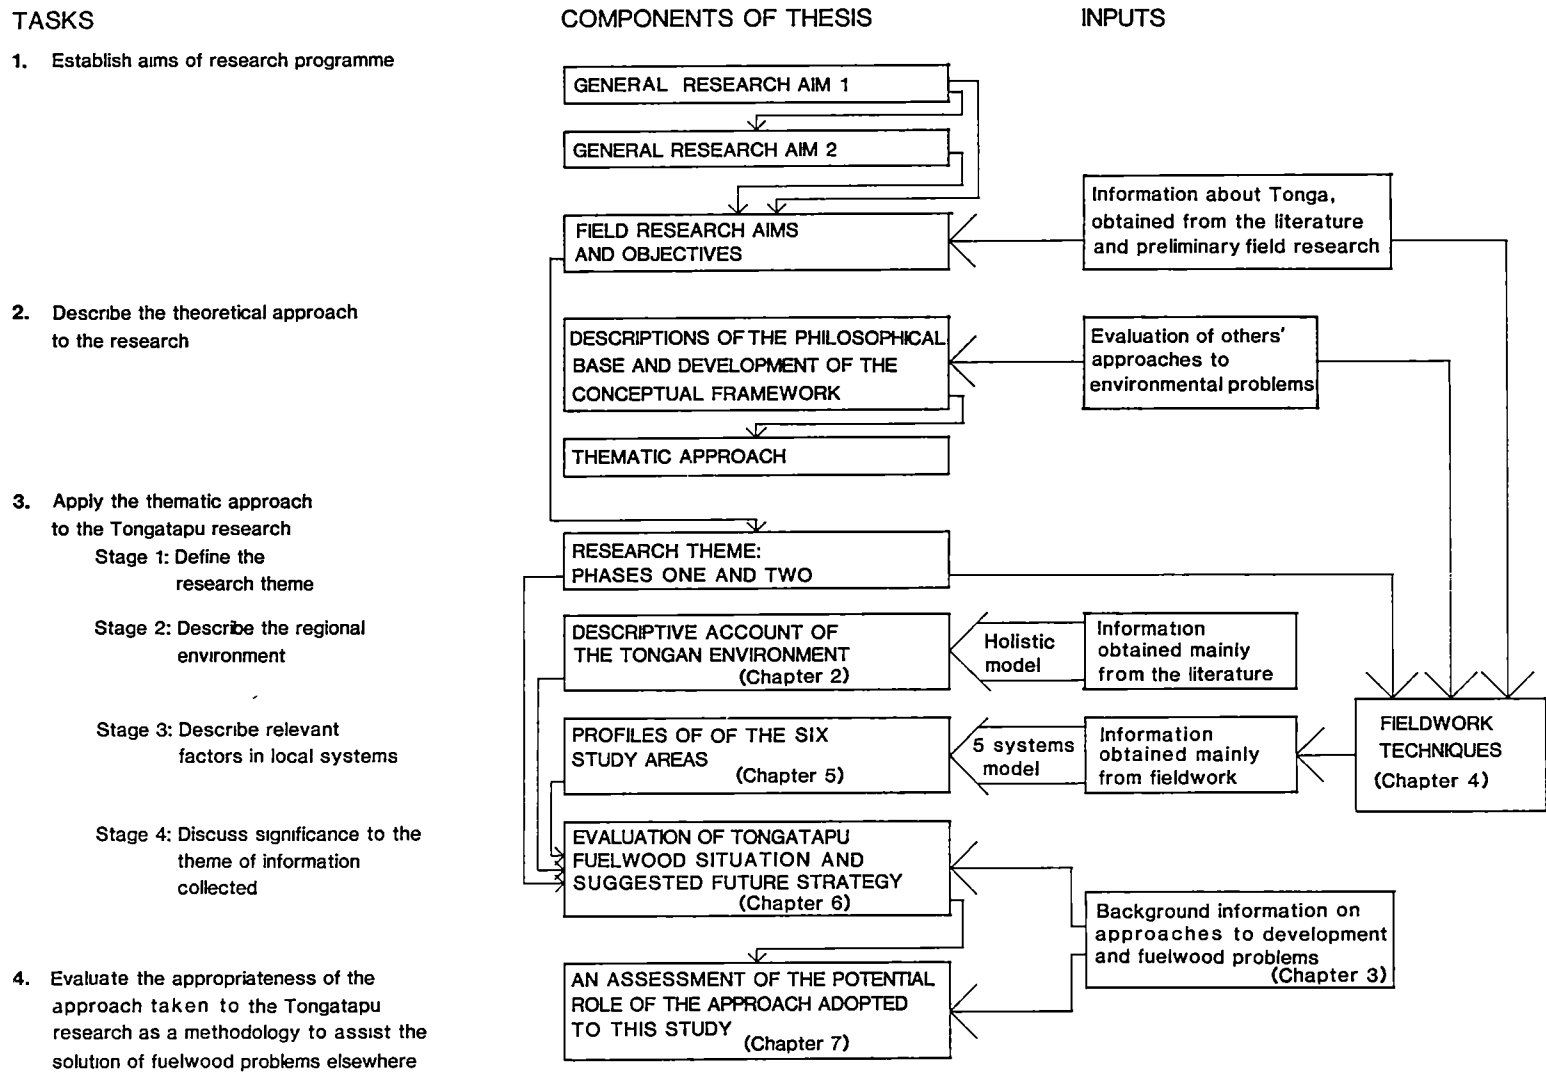 TASKS
COMPONENTS OF THESIS
INPUTS
1. Establish aims of research programme
GENERAL RESEARCH AIM 1
GENERAL RESEARCH AIM 2
FIELD RESEARCH AIMS
AND OBJECTIVES
Information about Tonga,
obtained from the literature
and preliminary field research
2. Describe the theoretical approach
to the research
DESCRIPTIONS OF THE PHILOSOPHICAL
BASE AND DEVELOPMENT OF THE
CONCEPTUAL FRAMEWORK
Evaluation of others'
approaches to
environmental problems
THEMATIC APPROACH
3. Apply the thematic approach
to the Tongatapu research
Stage 1: Define the
research theme
RESEARCH THEME:
PHASES ONE AND TWO
Stage 2: Describe the regional
environment
DESCRIPTIVE ACCOUNT OF
THE TONGAN ENVIRONMENT
(Chapter 2)
Holistic
model
Information
obtained mainly
from the literature
Stage 3: Describe relevant
factors in local systems
PROFILES OF OF THE SIX
STUDY AREAS
(Chapter 5)
5 systems
model
Information
obtained mainly
from fieldwork
FIELDWORK
TECHNIQUES
(Chapter 4)
Stage 4: Discuss significance to the
theme of information
collected
EVALUATION OF TONGATAPU
FUELWOOD SITUATION AND
SUGGESTED FUTURE STRATEGY
(Chapter 6)
Background information on
approaches to development
and fuelwood problems
(Chapter 3)
4. Evaluate the appropriateness of the
approach taken to the Tongatapu
research as a methodology to assist the
solution of fuelwood problems elsewhere
AN ASSESSMENT OF THE POTENTIAL
ROLE OF THE APPROACH ADOPTED
TO THIS STUDY
(Chapter 7)